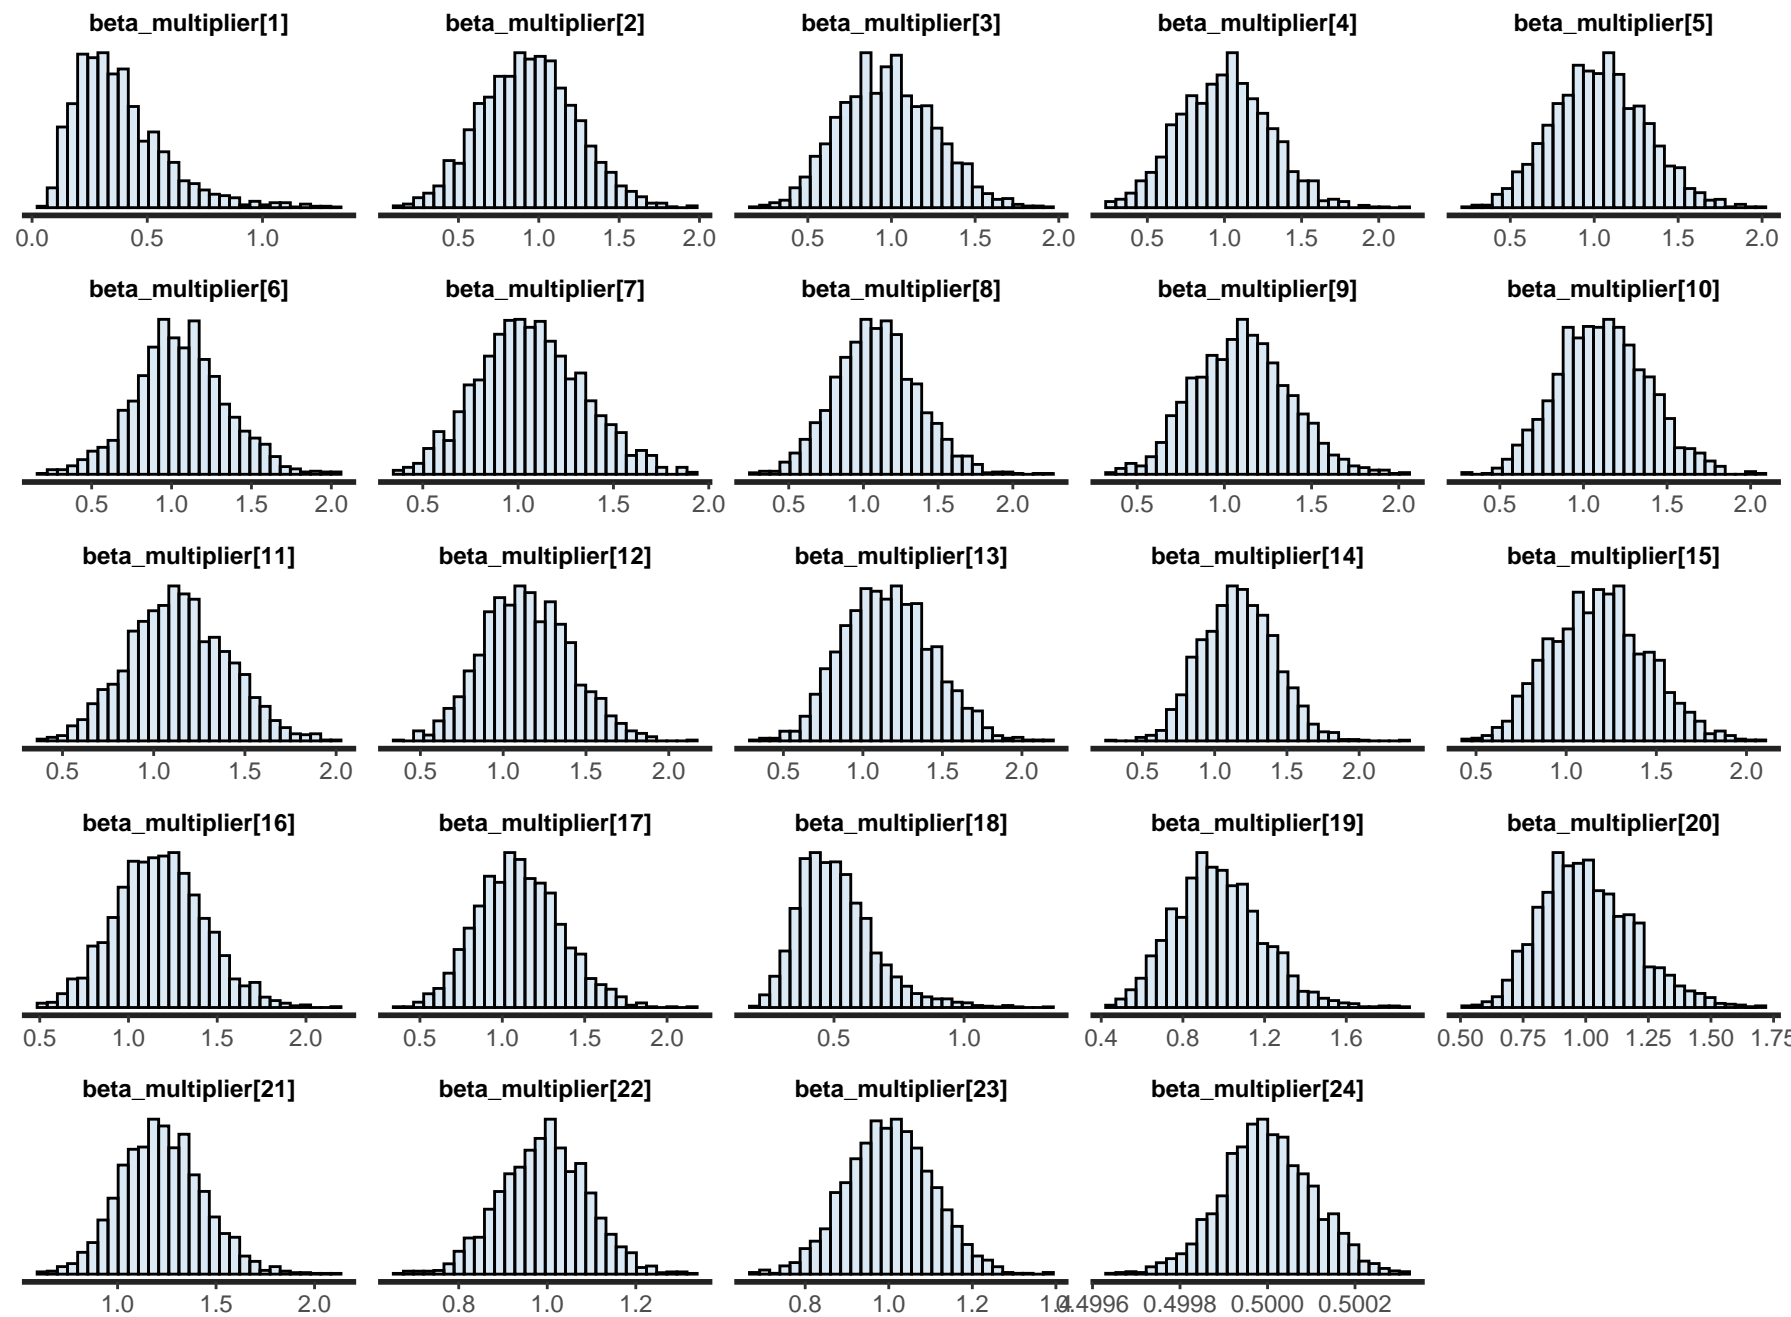 beta_multiplier[1] beta_multiplier[2] beta_multiplier[3] beta_multiplier[4] beta_multiplier[5]
0.0 0.5 1.0 0.5 1.0 1.5 2.0 0.5 1.0 1.5 2.0 0.5 1.0 1.5 2.0 0.5 1.0 1.5 2.0
beta_multiplier[6] beta_multiplier[7] beta_multiplier[8] beta_multiplier[9] beta_multiplier[10]
0.5 1.0 1.5 2.0 0.5 1.0 1.5 2.0 0.5 1.0 1.5 2.0 0.5 1.0 1.5 2.0 0.5 1.0 1.5 2.0
beta_multiplier[11] beta_multiplier[12] beta_multiplier[13] beta_multiplier[14] beta_multiplier[15]
0.5 1.0 1.5 2.0 0.5 1.0 1.5 2.0 0.5 1.0 1.5 2.0 0.5 1.0 1.5 2.0 0.5 1.0 1.5 2.0
beta_multiplier[16] beta_multiplier[17] beta_multiplier[18] beta_multiplier[19] beta_multiplier[20]
0.5 1.0 1.5 2.0 0.5 1.0 1.5 2.0 0.5 1.0 0.4 0.8 1.2 1.6 0.50 0.75 1.00 1.25 1.50 1.75
beta_multiplier[21] beta_multiplier[22] beta_multiplier[23] beta_multiplier[24]
1.0 1.5 2.0 0.8 1.0 1.2 0.8 1.0 1.2 1.4 0.4996 0.4998 0.5000 0.5002